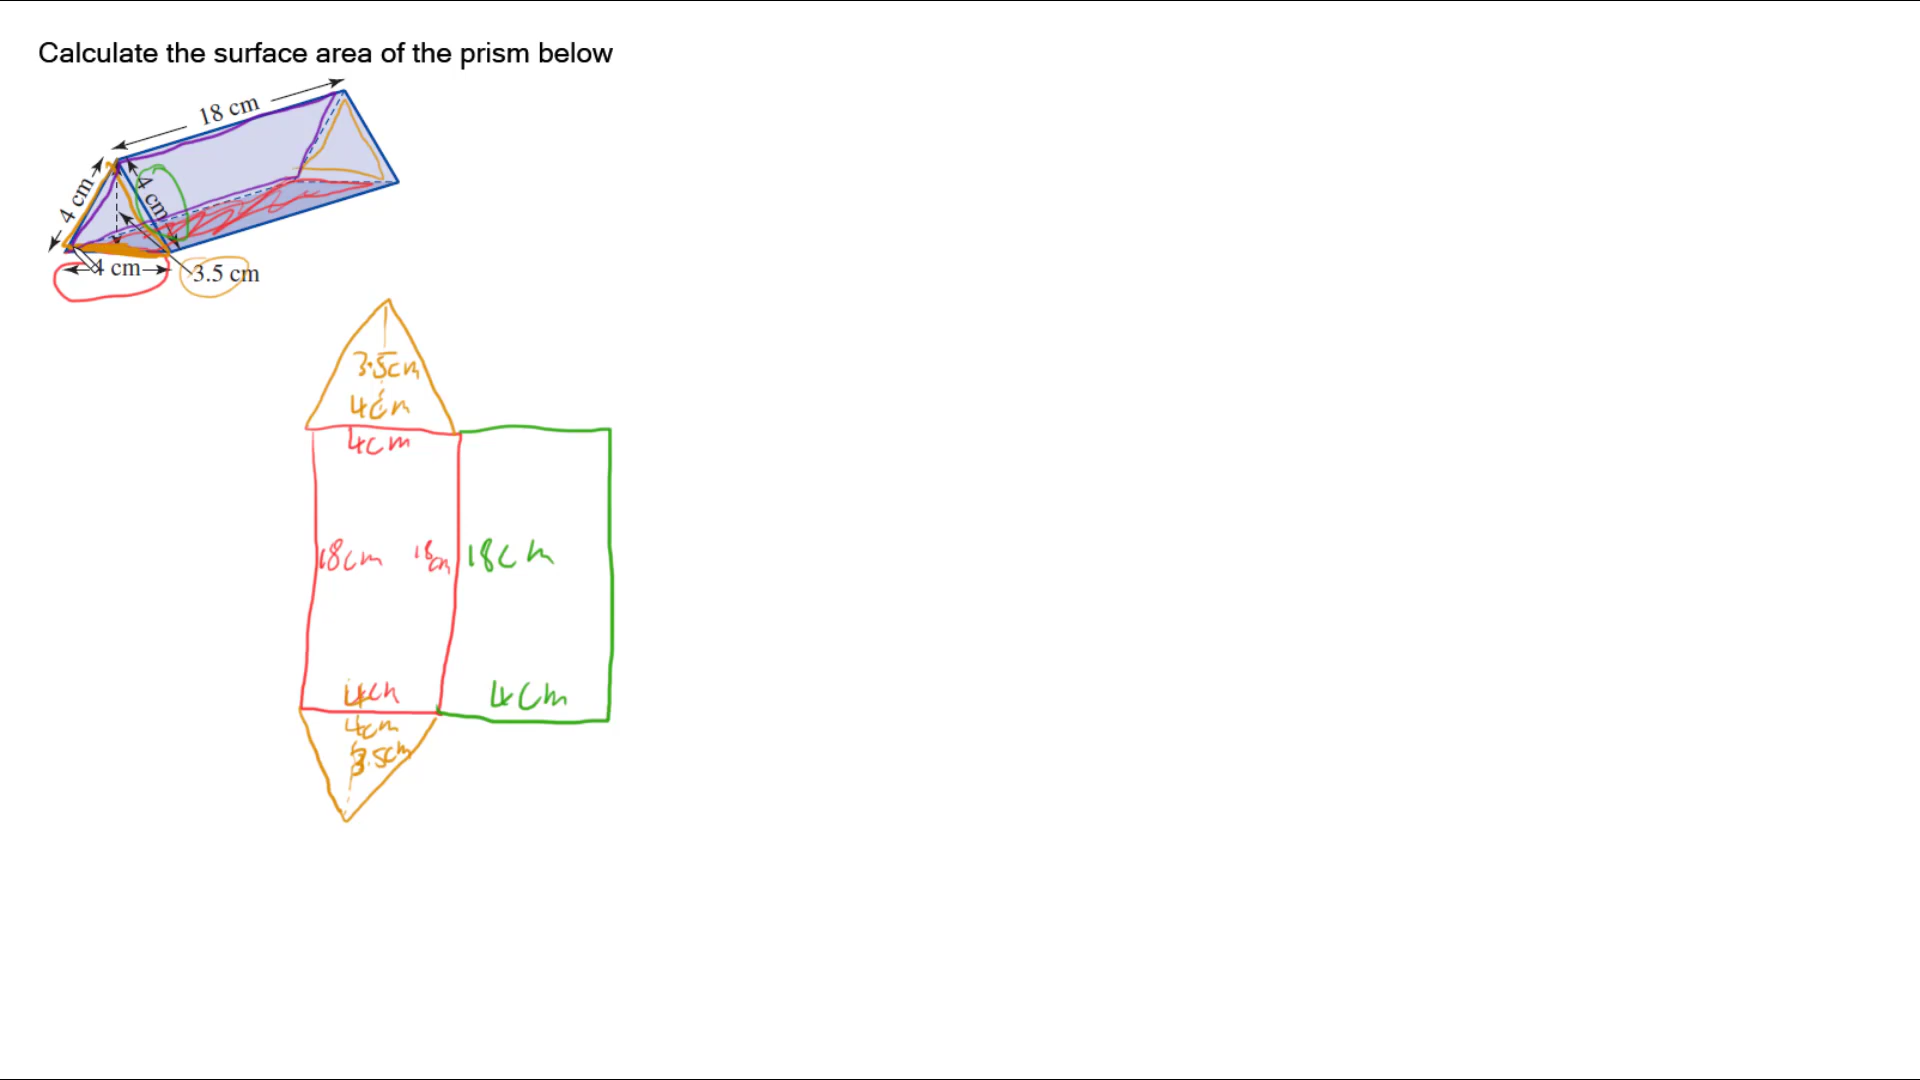 Calculate the surface area of the prism below
18 cm
4 cm
4 cm
4 cm
3.5 cm
3.5cm
4cm
4cm
18cm 18cm 18cm
4cm 4cm
4cm
3.5cm